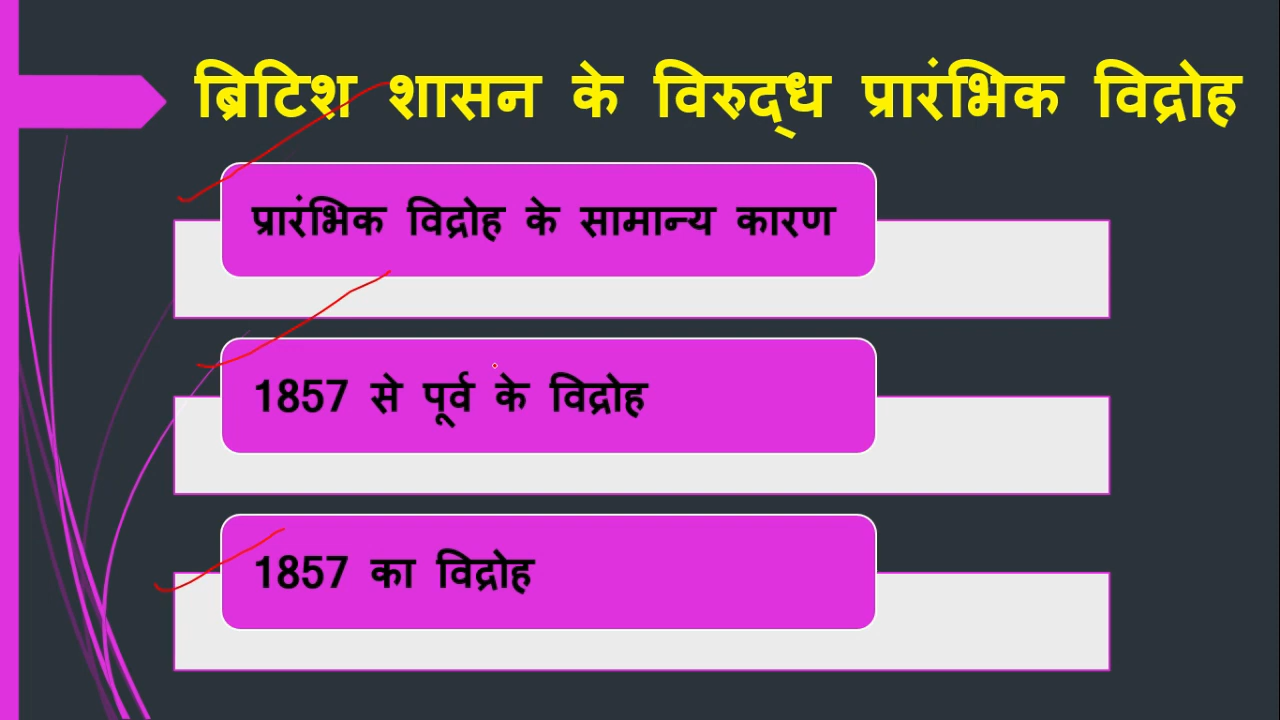 ब्रिटिश शासन के विरुद्ध प्रारंभिक विद्रोह
प्रारंभिक विद्रोह के सामान्य कारण
1857 से पूर्व के विद्रोह
1857 का विद्रोह